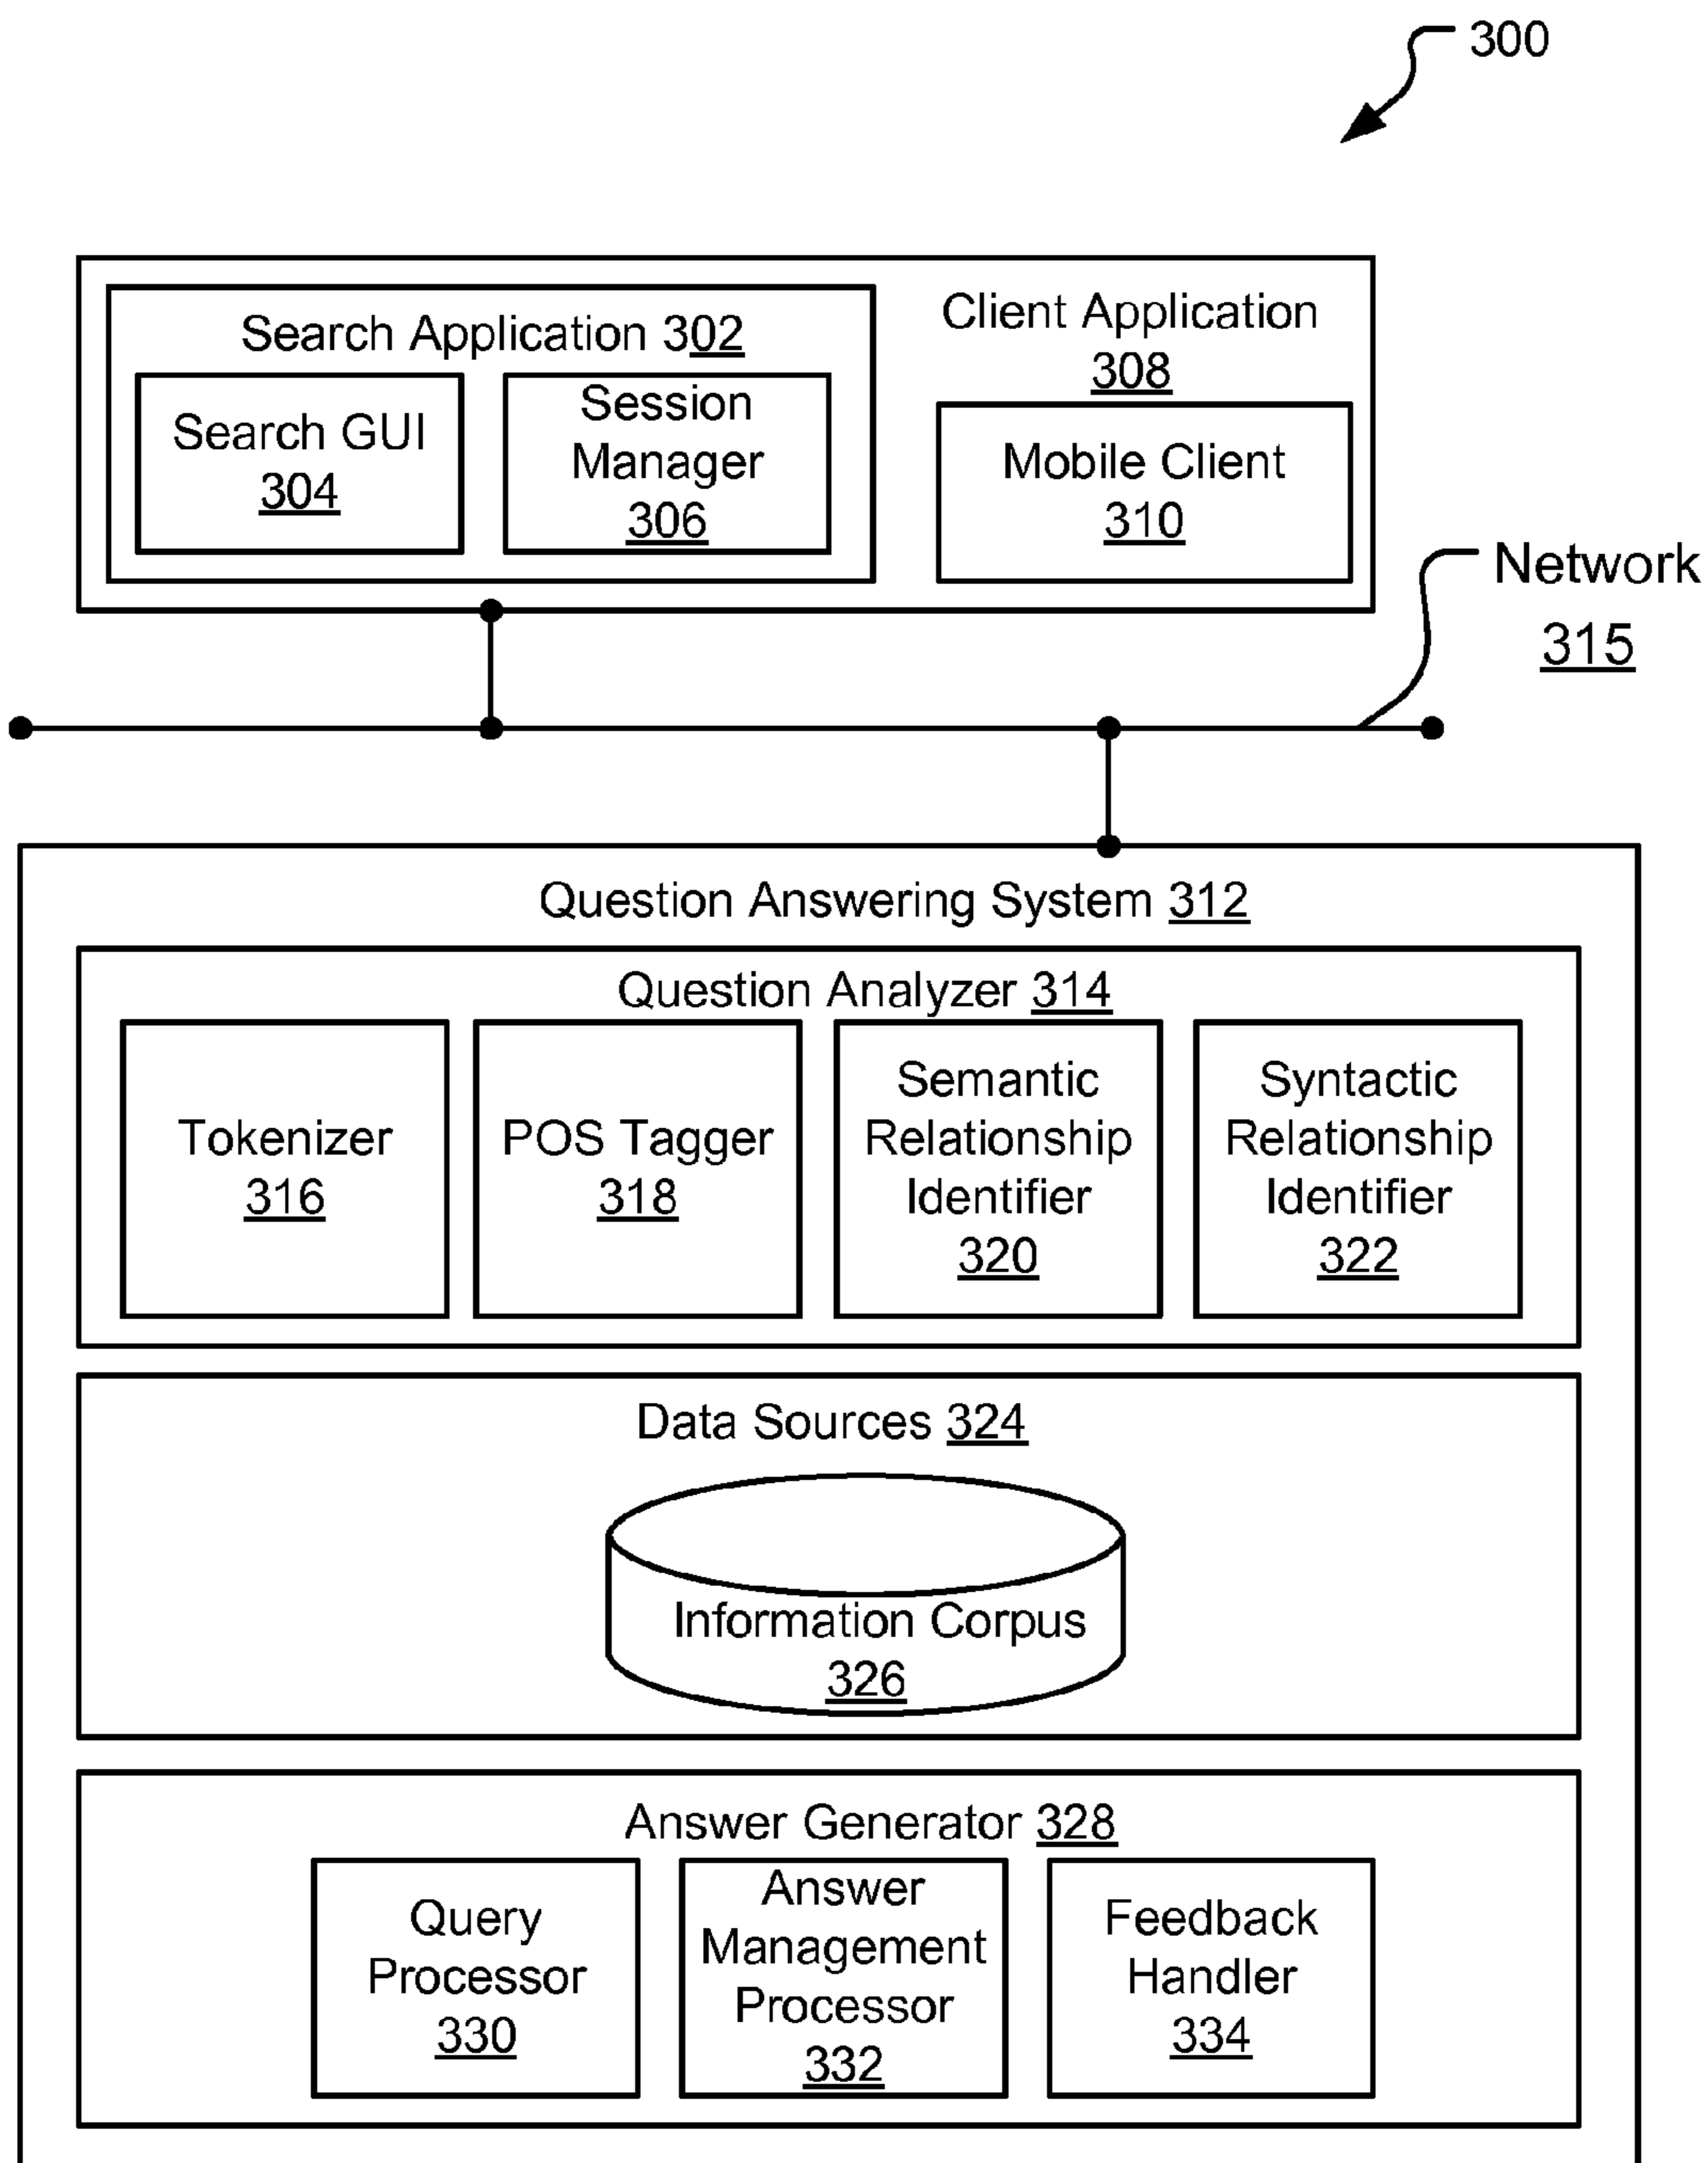 300
Search Application 302
Client Application
308
Search GUI
304
Session
Manager
306
Mobile Client
310
Network
315
Question Answering System 312
Question Analyzer 314
Tokenizer
316
POS Tagger
318
Semantic
Relationship
Identifier
320
Syntactic
Relationship
Identifier
322
Data Sources 324
Information Corpus
326
Answer Generator 328
Query
Processor
330
Answer
Management
Processor
332
Feedback
Handler
334